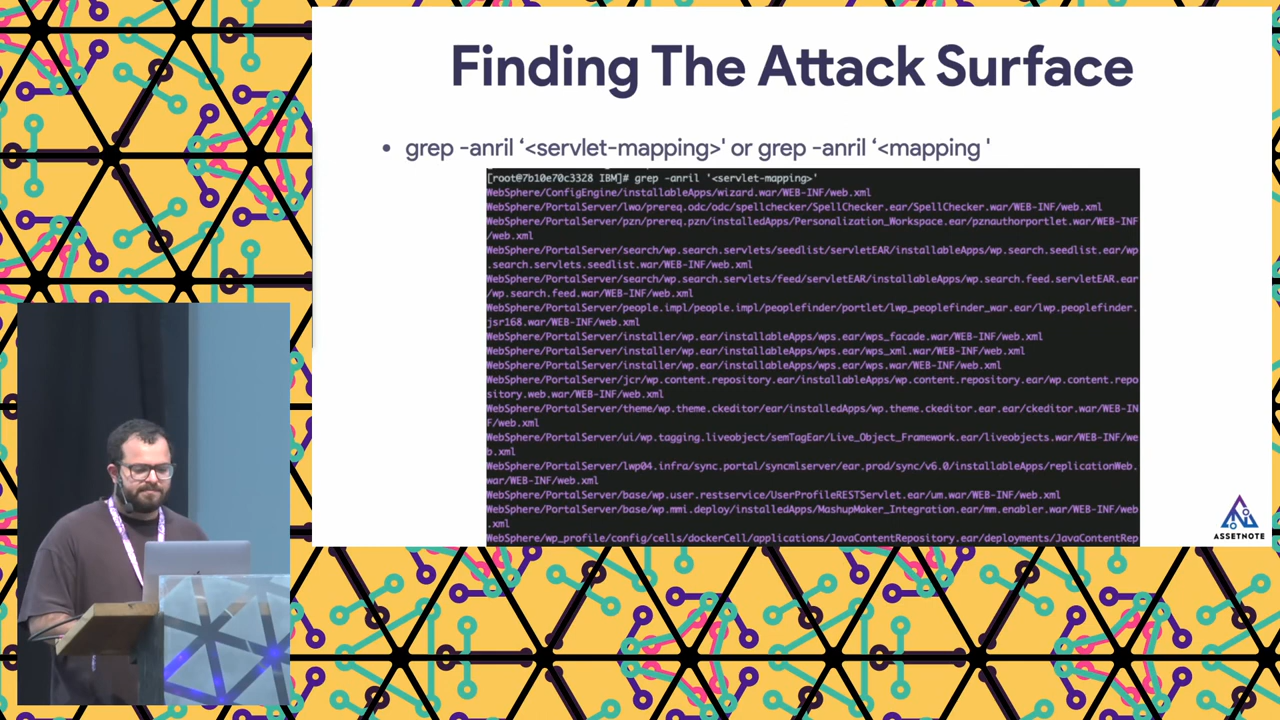 Finding The Attack Surface
• grep -anril ‘<servlet-mapping>' or grep -anril ‘<mapping '
[root@7b10e70c3328 IBM]# grep -anril '<servlet-mapping>'
WebSphere/ConfigEngine/installableApps/wizard.war/WEB-INF/web.xml
WebSphere/PortalServer/lwo/prereq.odc/odc/spellchecker/SpellChecker.ear/SpellChecker.war/WEB-INF/web.xml
WebSphere/PortalServer/pzn/prereq.pzn/installedApps/Personalization_Workspace.ear/pznauthorportlet.war/WEB-INF
/web.xml
WebSphere/PortalServer/search/wp.search.servlets/seedlist/servletEAR/installableApps/wp.search.seedlist.ear/wp
.search.servlets.seedlist.war/WEB-INF/web.xml
WebSphere/PortalServer/search/wp.search.servlets/feed/servletEAR/installableApps/wp.search.feed.servletEAR.ear
/wp.search.feed.war/WEB-INF/web.xml
WebSphere/PortalServer/people.impl/people.impl/peoplefinder/portlet/lwp_peoplefinder_war.ear/lwp.peoplefinder.
jsr168.war/WEB-INF/web.xml
WebSphere/PortalServer/installer/wp.ear/installableApps/wps.ear/wps_facade.war/WEB-INF/web.xml
WebSphere/PortalServer/installer/wp.ear/installableApps/wps.ear/wps_xml.war/WEB-INF/web.xml
WebSphere/PortalServer/installer/wp.ear/installableApps/wps.ear/wps.war/WEB-INF/web.xml
WebSphere/PortalServer/jcr/wp.content.repository.ear/installableApps/wp.content.repository.ear/wp.content.repo
sitory.web.war/WEB-INF/web.xml
WebSphere/PortalServer/theme/wp.theme.ckeditor/ear/installedApps/wp.theme.ckeditor.ear.ear/ckeditor.war/WEB-IN
F/web.xml
WebSphere/PortalServer/ui/wp.tagging.liveobject/semTagEar/Live_Object_Framework.ear/liveobjects.war/WEB-INF/we
b.xml
WebSphere/PortalServer/lwp04.infra/sync.portal/syncmlserver/ear.prod/sync/v6.0/installableApps/replicationWeb.
war/WEB-INF/web.xml
WebSphere/PortalServer/base/wp.user.restservice/UserProfileRESTServlet.ear/um.war/WEB-INF/web.xml
WebSphere/PortalServer/base/wp.mmi.deploy/installedApps/MashupMaker_Integration.ear/mm.enabler.war/WEB-INF/web
.xml
WebSphere/wp_profile/config/cells/dockerCell/applications/JavaContentRepository.ear/deployments/JavaContentRep
ASSETNOTE